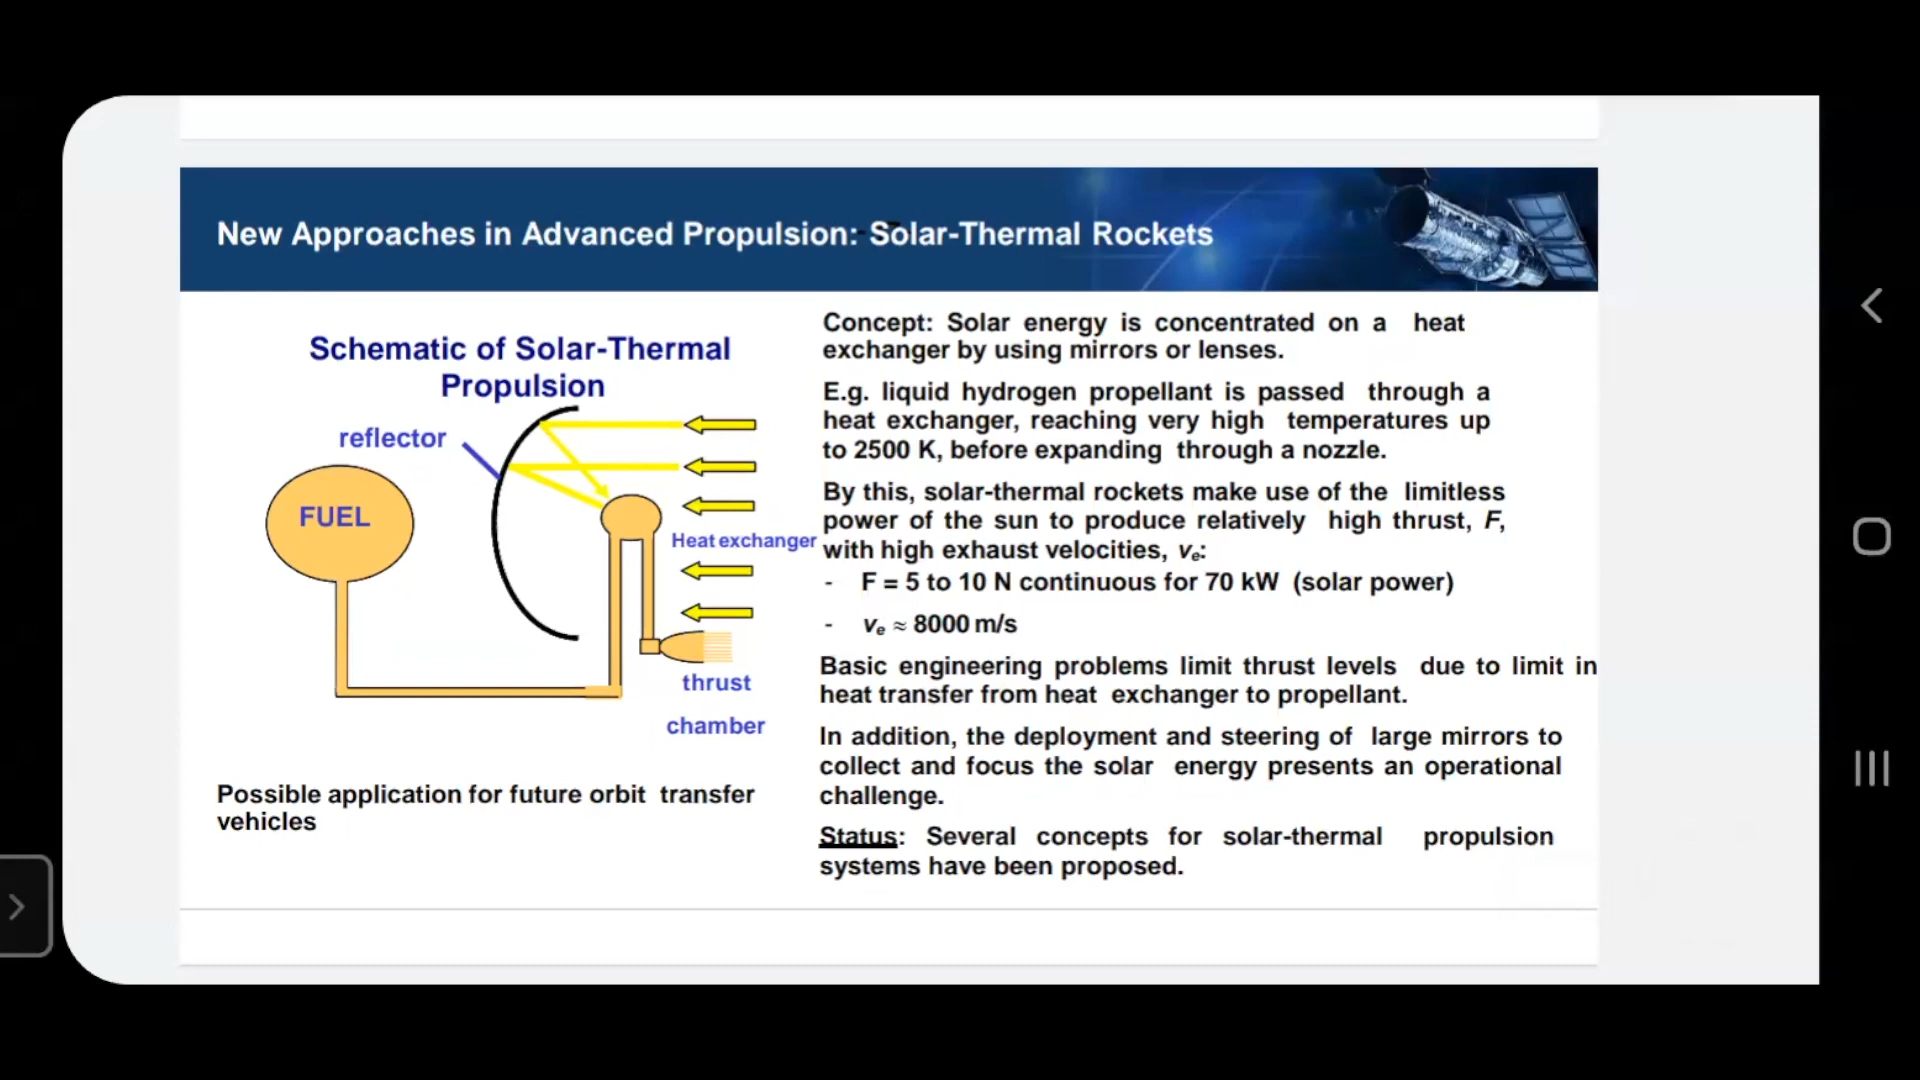 New Approaches in Advanced Propulsion: Solar-Thermal Rockets
Schematic of Solar-Thermal
Propulsion
reflector
FUEL
Heat exchanger
thrust
chamber
Possible application for future orbit transfer
vehicles
Concept: Solar energy is concentrated on a heat
exchanger by using mirrors or lenses.
E.g. liquid hydrogen propellant is passed through a
heat exchanger, reaching very high temperatures up
to 2500 K, before expanding through a nozzle.
By this, solar-thermal rockets make use of the limitless
power of the sun to produce relatively high thrust, F,
with high exhaust velocities, ve:
- F = 5 to 10 N continuous for 70 kW (solar power)
- ve ≈ 8000 m/s
Basic engineering problems limit thrust levels due to limit in
heat transfer from heat exchanger to propellant.
In addition, the deployment and steering of large mirrors to
collect and focus the solar energy presents an operational
challenge.
Status: Several concepts for solar-thermal propulsion
systems have been proposed.